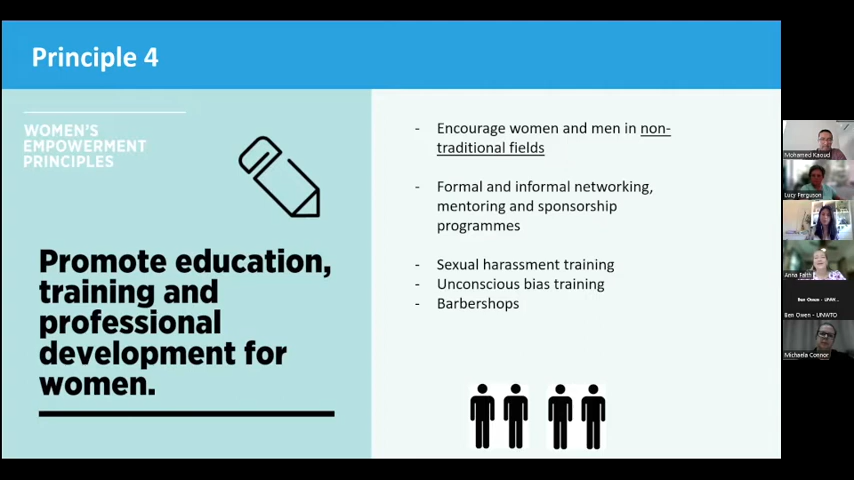 Principle 4
WOMEN'S
EMPOWERMENT
PRINCIPLES
Promote education,
training and
professional
development for
women.
- Encourage women and men in non-
traditional fields
- Formal and informal networking,
mentoring and sponsorship
programmes
- Sexual harassment training
- Unconscious bias training
- Barbershops
Mohamed Kaoud
Lucy Ferguson
Anna Faith
Ben Owen - UNWTO
Michaela Connor